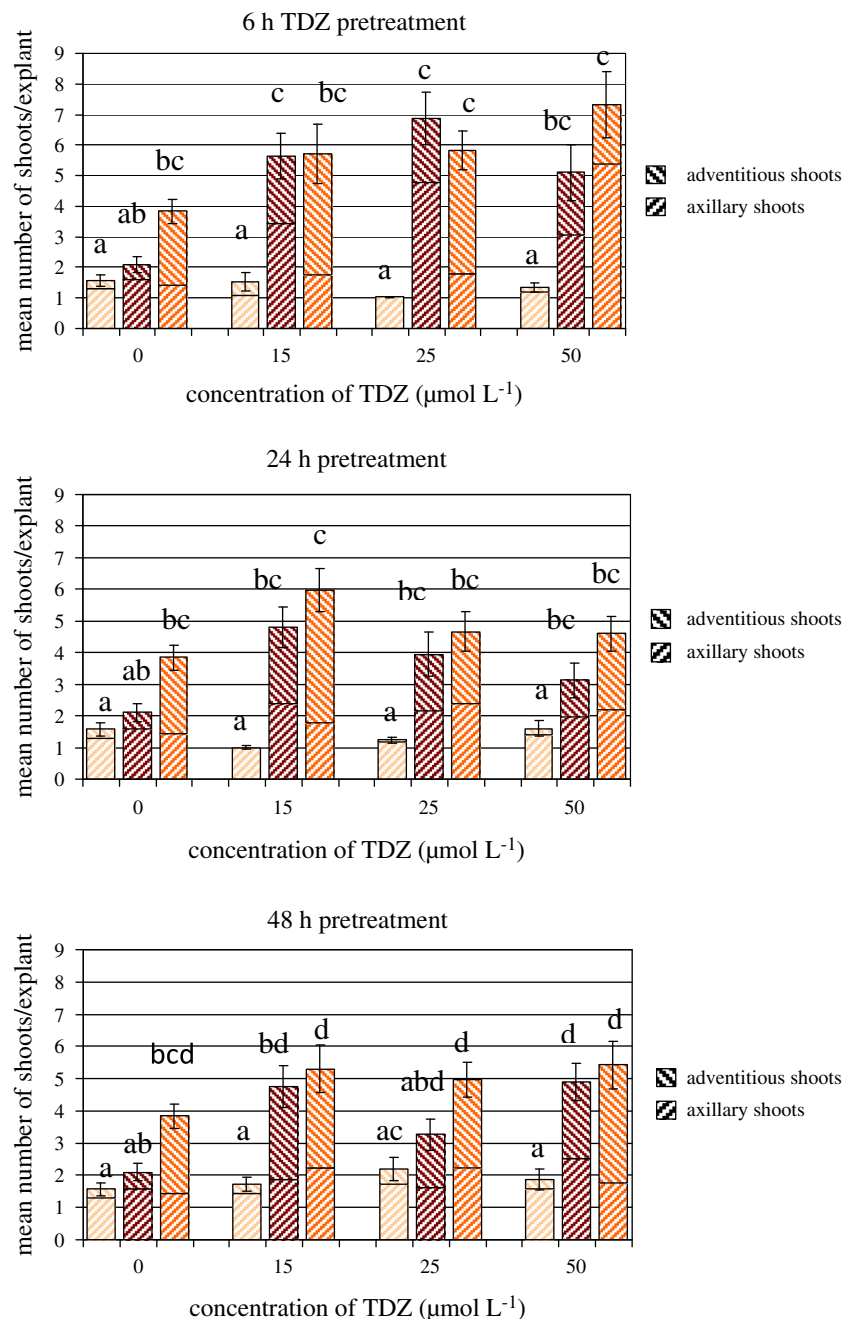 6 h TDZ pretreatment
mean number of shoots/explant
9
8
7
6
5
4
3
2
1
0
a
ab
bc
a
c
bc
a
c
c
a
bc
c
0 15 25 50
concentration of TDZ (µmol L-1)
adventitious shoots
axillary shoots
24 h pretreatment
mean number of shoots/explant
9
8
7
6
5
4
3
2
1
0
a
ab
bc
a
bc
c
a
bc
bc
a
bc
bc
0 15 25 50
concentration of TDZ (µmol L-1)
adventitious shoots
axillary shoots
48 h pretreatment
mean number of shoots/explant
9
8
7
6
5
4
3
2
1
0
a
ab
bcd
a
bd
d
ac
abd
d
a
d
d
0 15 25 50
concentration of TDZ (µmol L-1)
adventitious shoots
axillary shoots